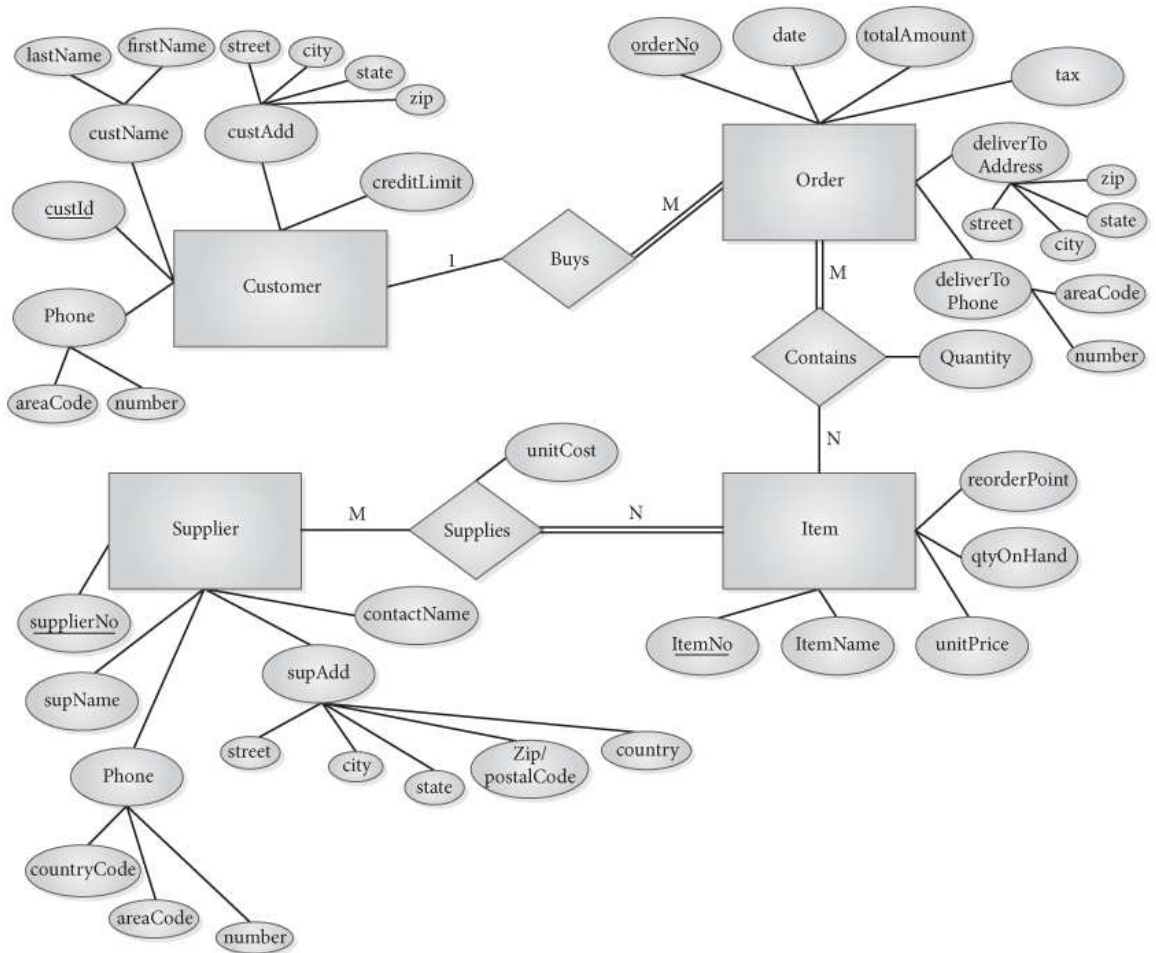 lastName
firstName
street
city
state
zip
custName
custAdd
creditLimit
custId
Customer
Phone
areaCode
number
1
Buys
M
orderNo
date
totalAmount
tax
Order
deliverTo
Address
zip
state
city
street
deliverTo
Phone
areaCode
number
M
Contains
Quantity
N
unitCost
Supplier
M
Supplies
N
Item
reorderPoint
qtyOnHand
unitPrice
ItemNo
ItemName
supplierNo
contactName
supName
supAdd
street
city
state
Zip/
postalCode
country
Phone
countryCode
areaCode
number